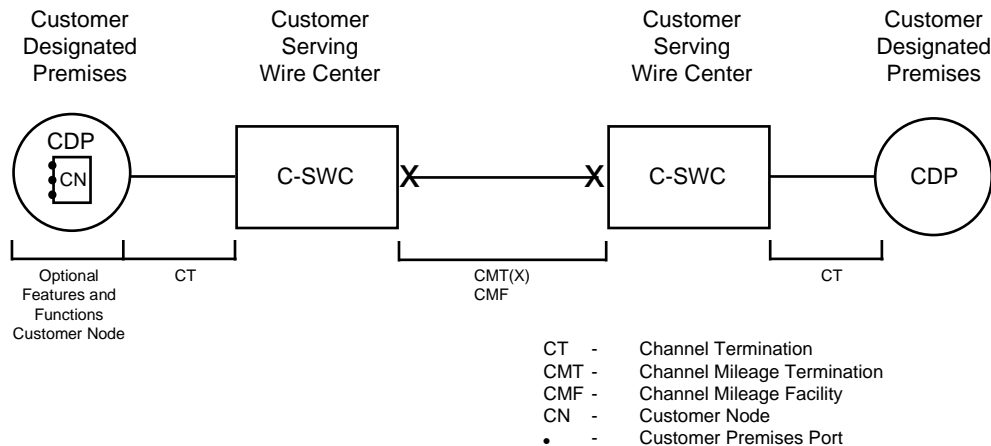 Customer
Designated
Premises
Customer
Serving
Wire Center
Customer
Serving
Wire Center
Customer
Designated
Premises
CDP
CN
C-SWC
X
X
C-SWC
CDP
Optional
Features and
Functions
Customer Node
CT
CMT(X)
CMF
CT
CT - Channel Termination
CMT - Channel Mileage Termination
CMF - Channel Mileage Facility
CN - Customer Node
• - Customer Premises Port